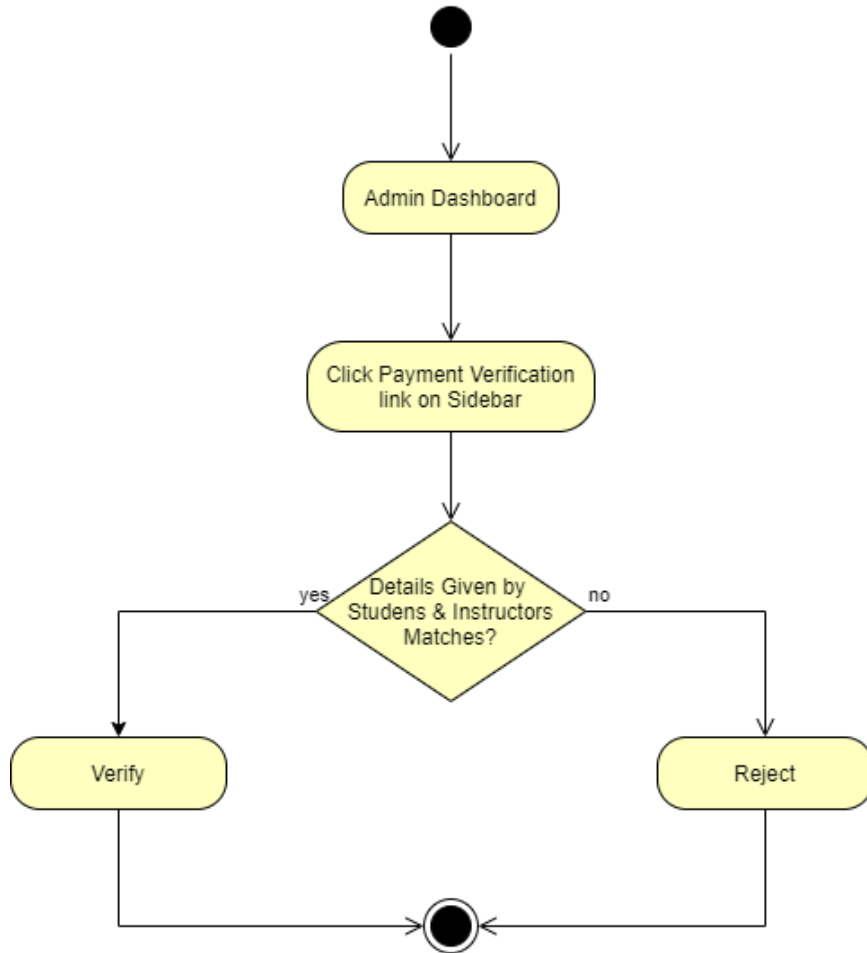 Admin Dashboard
Click Payment Verification
link on Sidebar
Details Given by
Studens & Instructors
Matches?
yes
no
Verify
Reject